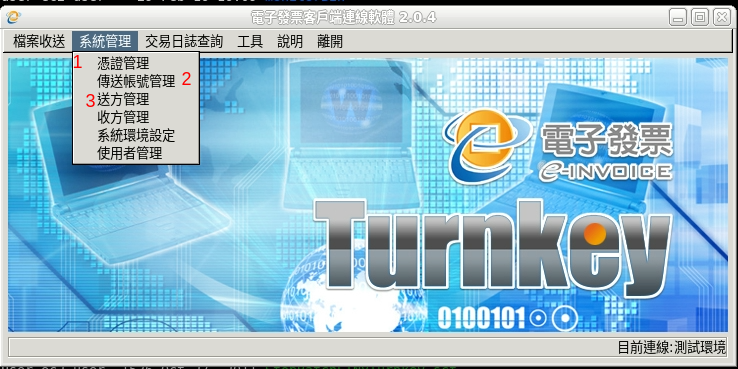 電子發票客戶端連線軟體 2.0.4
檔案收送 系統管理 交易日誌查詢 工具 說明 離開
1 憑證管理
傳送帳號管理 2
3 送方管理
收方管理
系統環境設定
使用者管理
W
電子發票
e-INVOICE
Turnkey
0100101
目前連線:測試環境